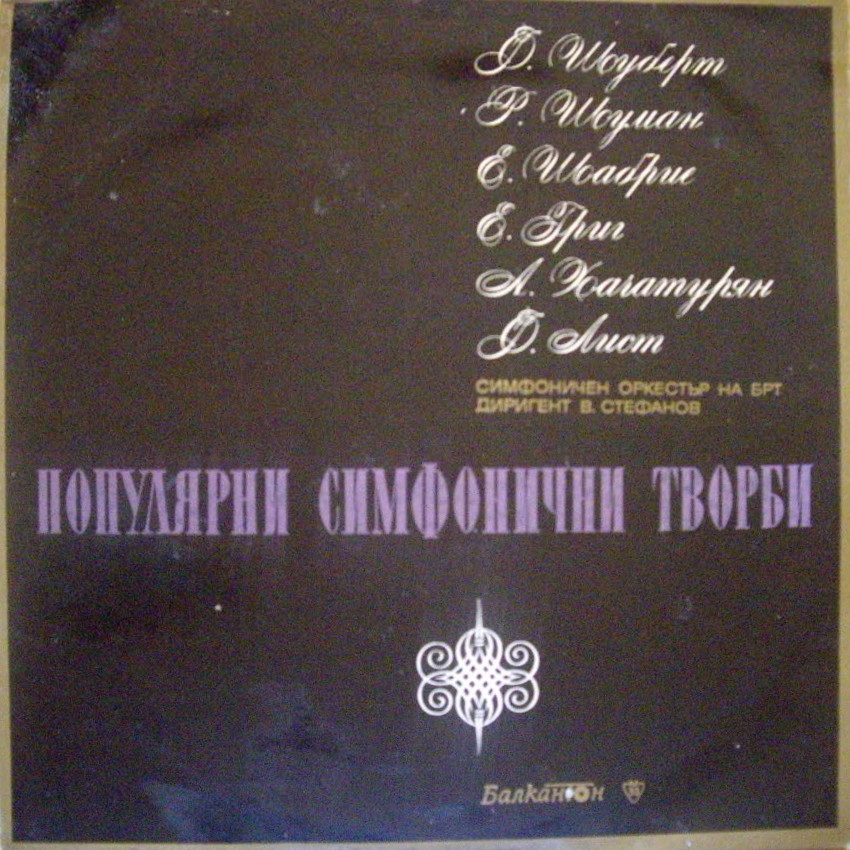 Ф. Шуберт
Р. Шуман
Е. Шабрие
Е. Григ
А. Хачатурян
Ф. Лист
СИМФОНИЧЕН ОРКЕСТЪР НА БРТ
ДИРИГЕНТ В. СТЕФАНОВ
ПОПУЛЯРНИ СИМФОНИЧНИ ТВОРБИ
Балкантон